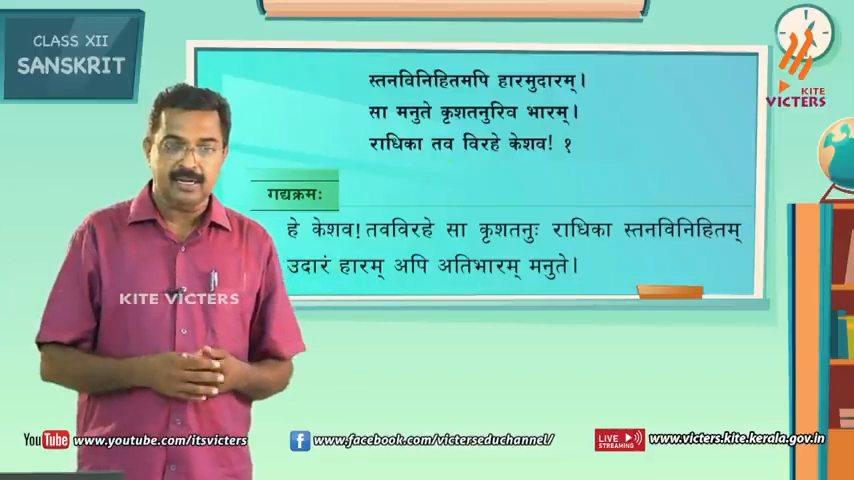 CLASS XII
SANSKRIT
स्तनविनिहितमपि हारमुदारम्।
सा मनुते कृशतनुरिव भारम्।
राधिका तव विरहे केशव! १
गद्यक्रमः
हे केशव! तवविरहे सा कृशतनुः राधिका स्तनविनिहितम्
उदारं हारम् अपि अतिभारम् मनुते।
KITE
VICTERS
KITE VICTERS
YouTube www.youtube.com/itsvicters
f www.facebook.com/victerseduchannel/
LIVE
STREAMING
www.victers.kite.kerala.gov.in